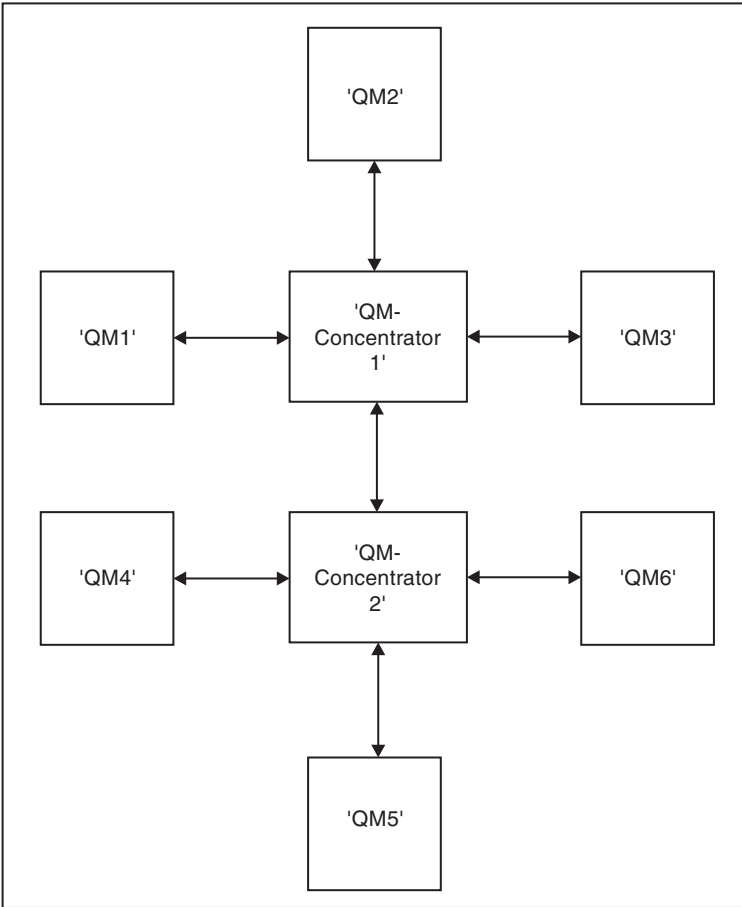 'QM2'
'QM1'
'QM-
Concentrator
1'
'QM3'
'QM4'
'QM-
Concentrator
2'
'QM6'
'QM5'